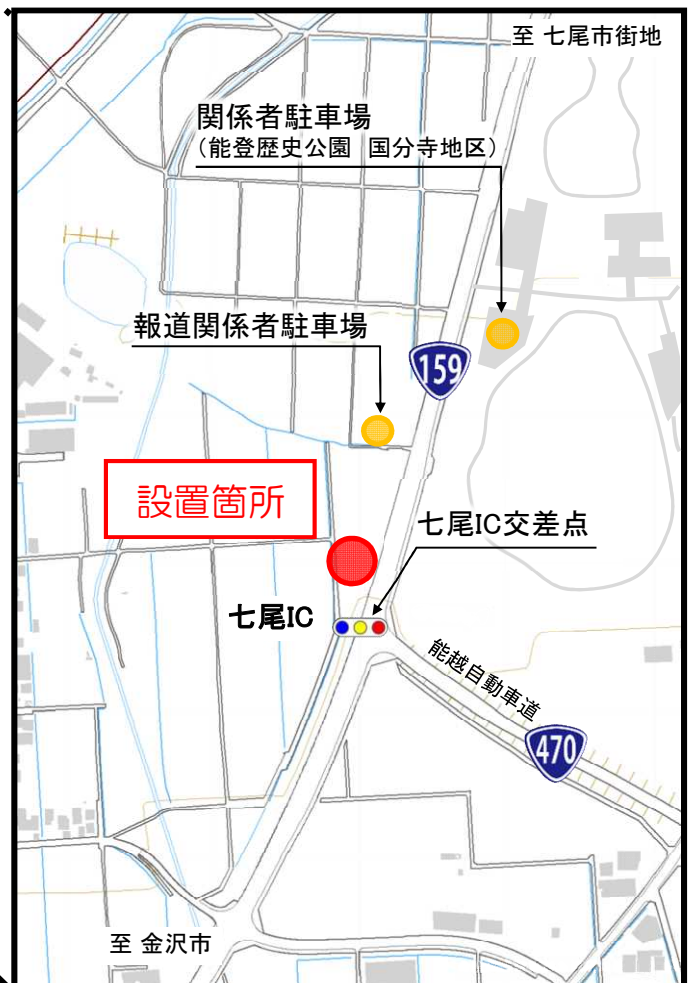 至 七尾市街地
関係者駐車場
（能登歴史公園 国分寺地区）
報道関係者駐車場
159
設置箇所
七尾IC交差点
七尾IC
能越自動車道
470
至 金沢市